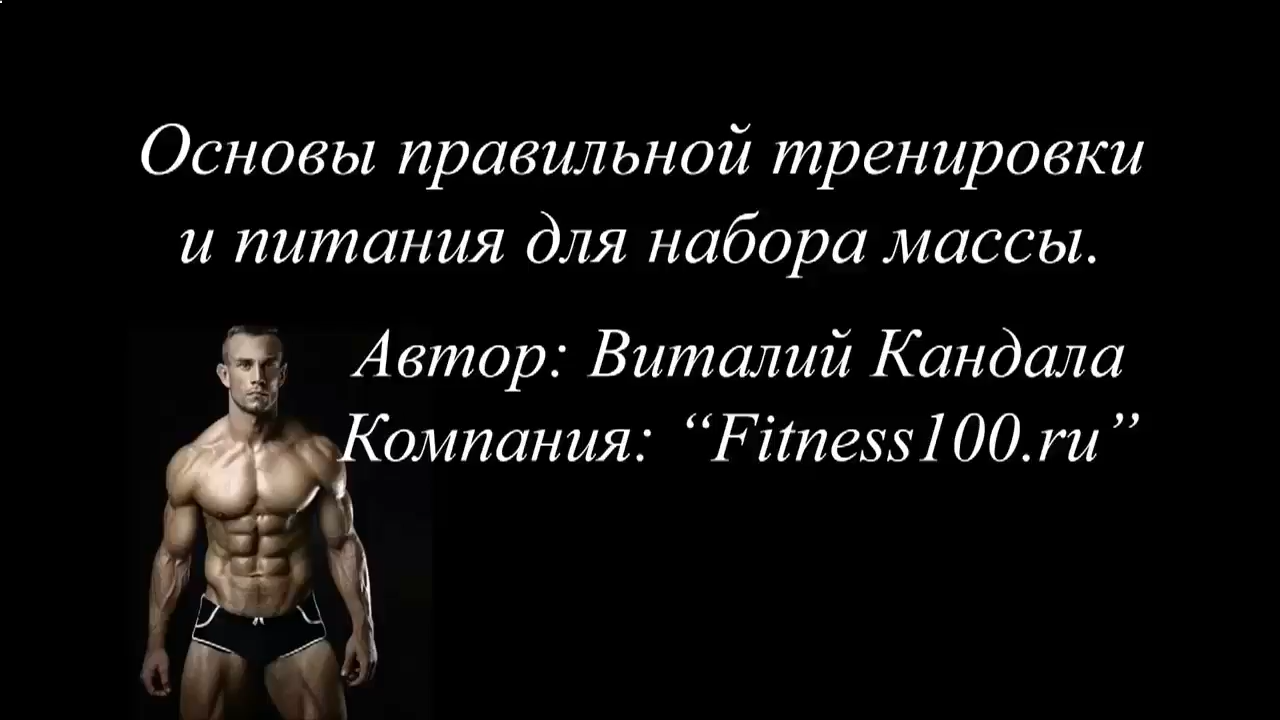 Основы правильной тренировки
и питания для набора массы.
Автор: Виталий Кандала
Компания: “Fitness100.ru”